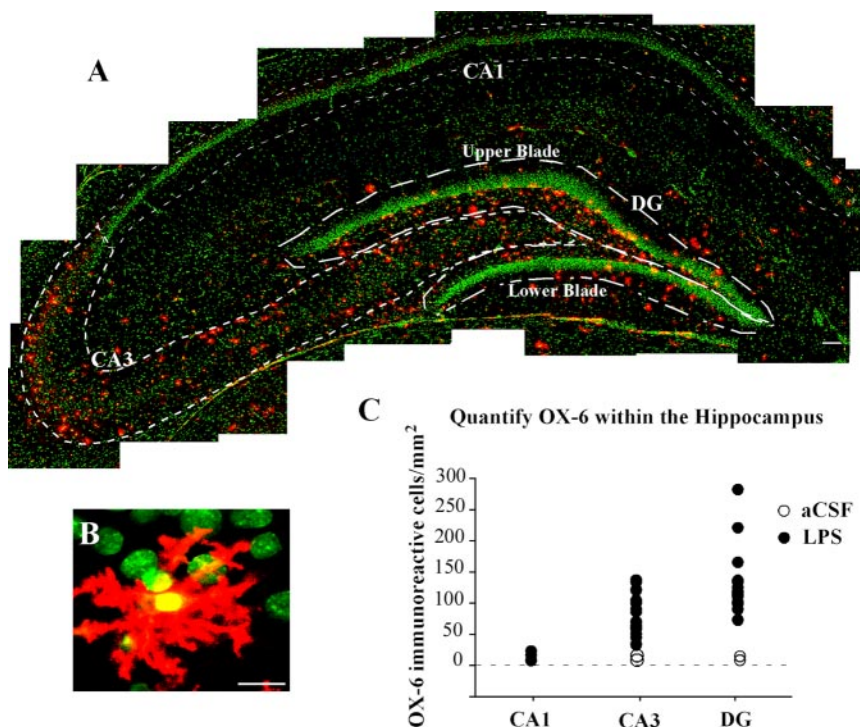 A
CA1
Upper Blade
DG
Lower Blade
CA3
B
C
Quantify OX-6 within the Hippocampus
OX-6 immunoreactive cells/mm²
300
250
200
150
100
50
0
aCSF
LPS
CA1
CA3
DG